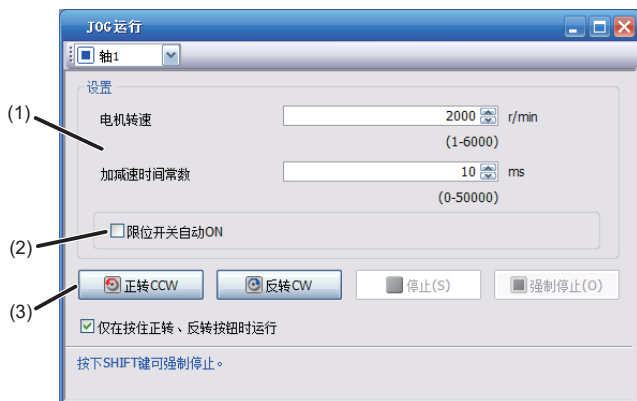 JOG运行
轴1
设置
(1)
电机转速 2000 r/min
(1-6000)
加减速时间常数 10 ms
(0-50000)
(2)
限位开关自动ON
(3)
正转CCW 反转CW 停止(S) 强制停止(O)
仅在按住正转、反转按钮时运行
按下SHIFT键可强制停止。